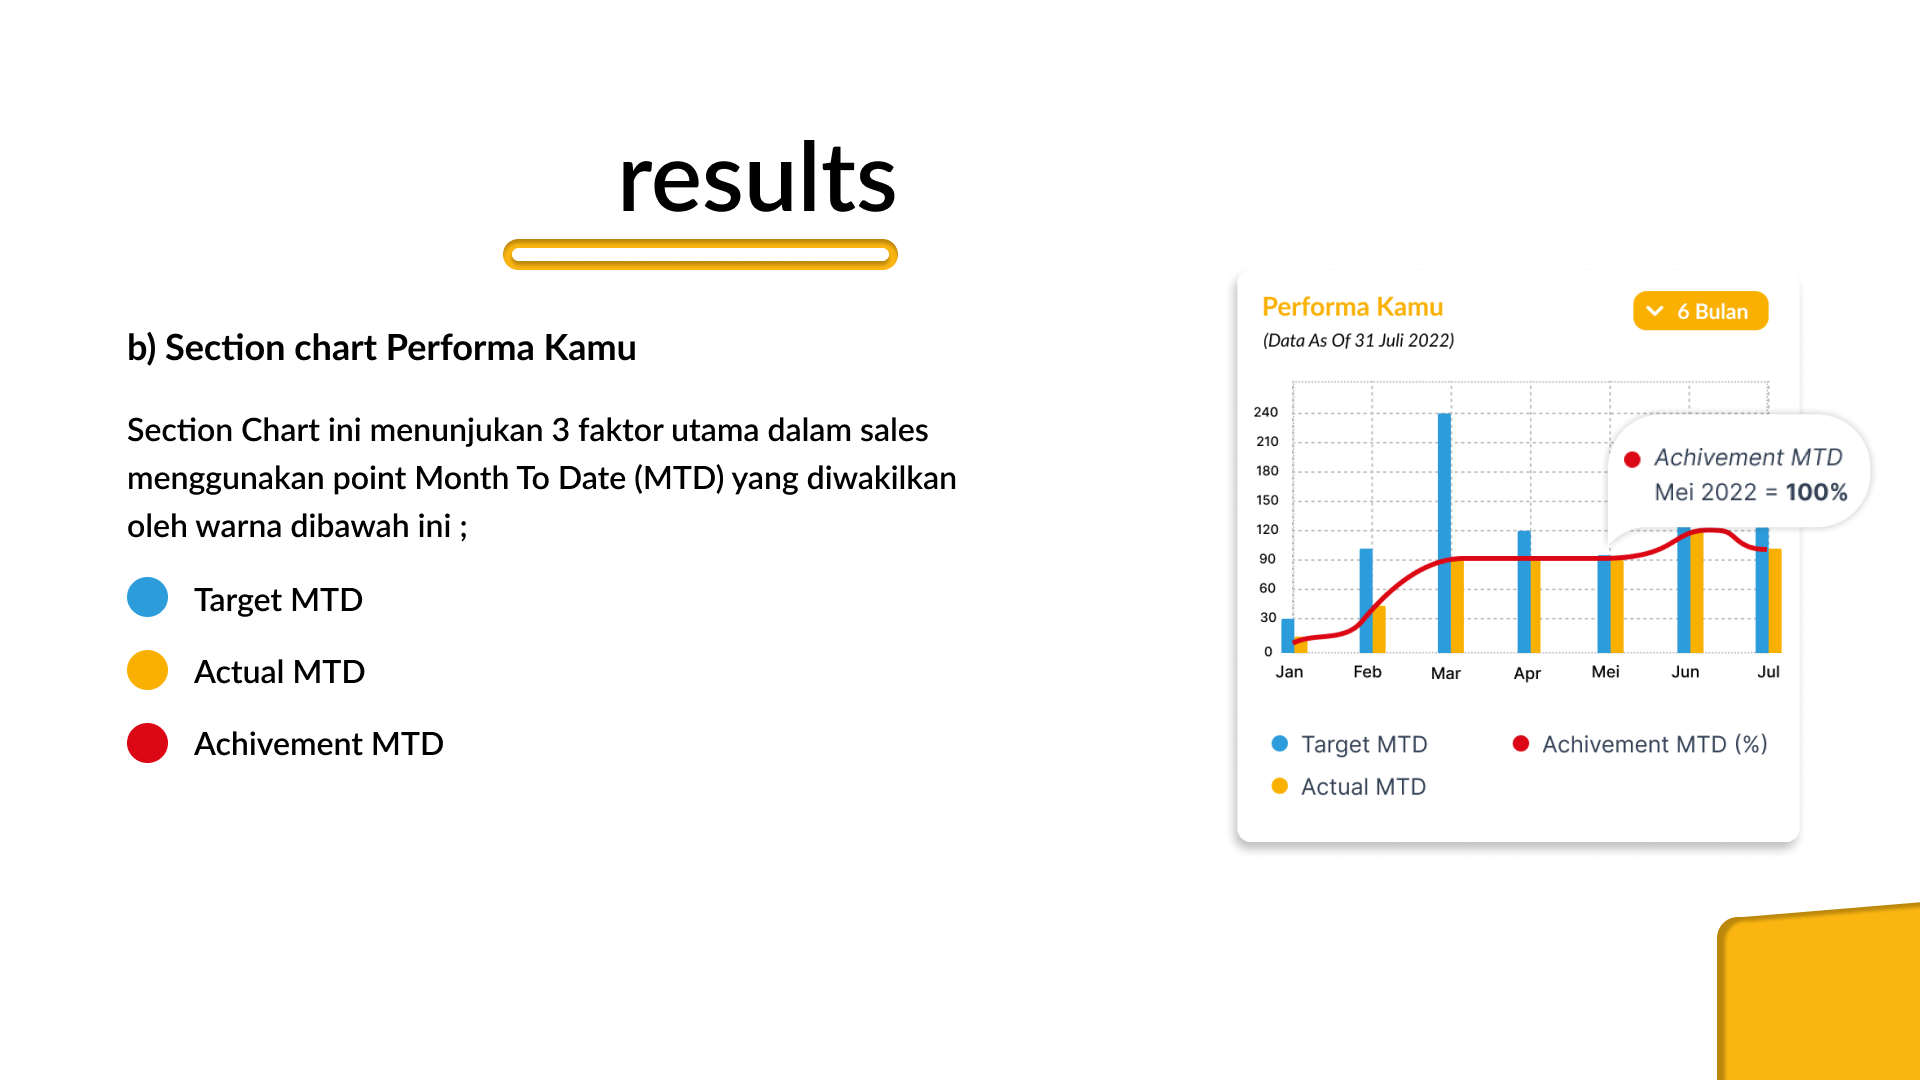 results
b) Section chart Performa Kamu
Section Chart ini menunjukan 3 faktor utama dalam sales
menggunakan point Month To Date (MTD) yang diwakilkan
oleh warna dibawah ini ;
Target MTD
Actual MTD
Achivement MTD
Performa Kamu
6 Bulan
(Data As Of 31 Juli 2022)
240
210
180
150
120
90
60
30
0
Achivement MTD
Mei 2022 = 100%
Jan Feb Mar Apr Mei Jun Jul
Target MTD
Achivement MTD (%)
Actual MTD